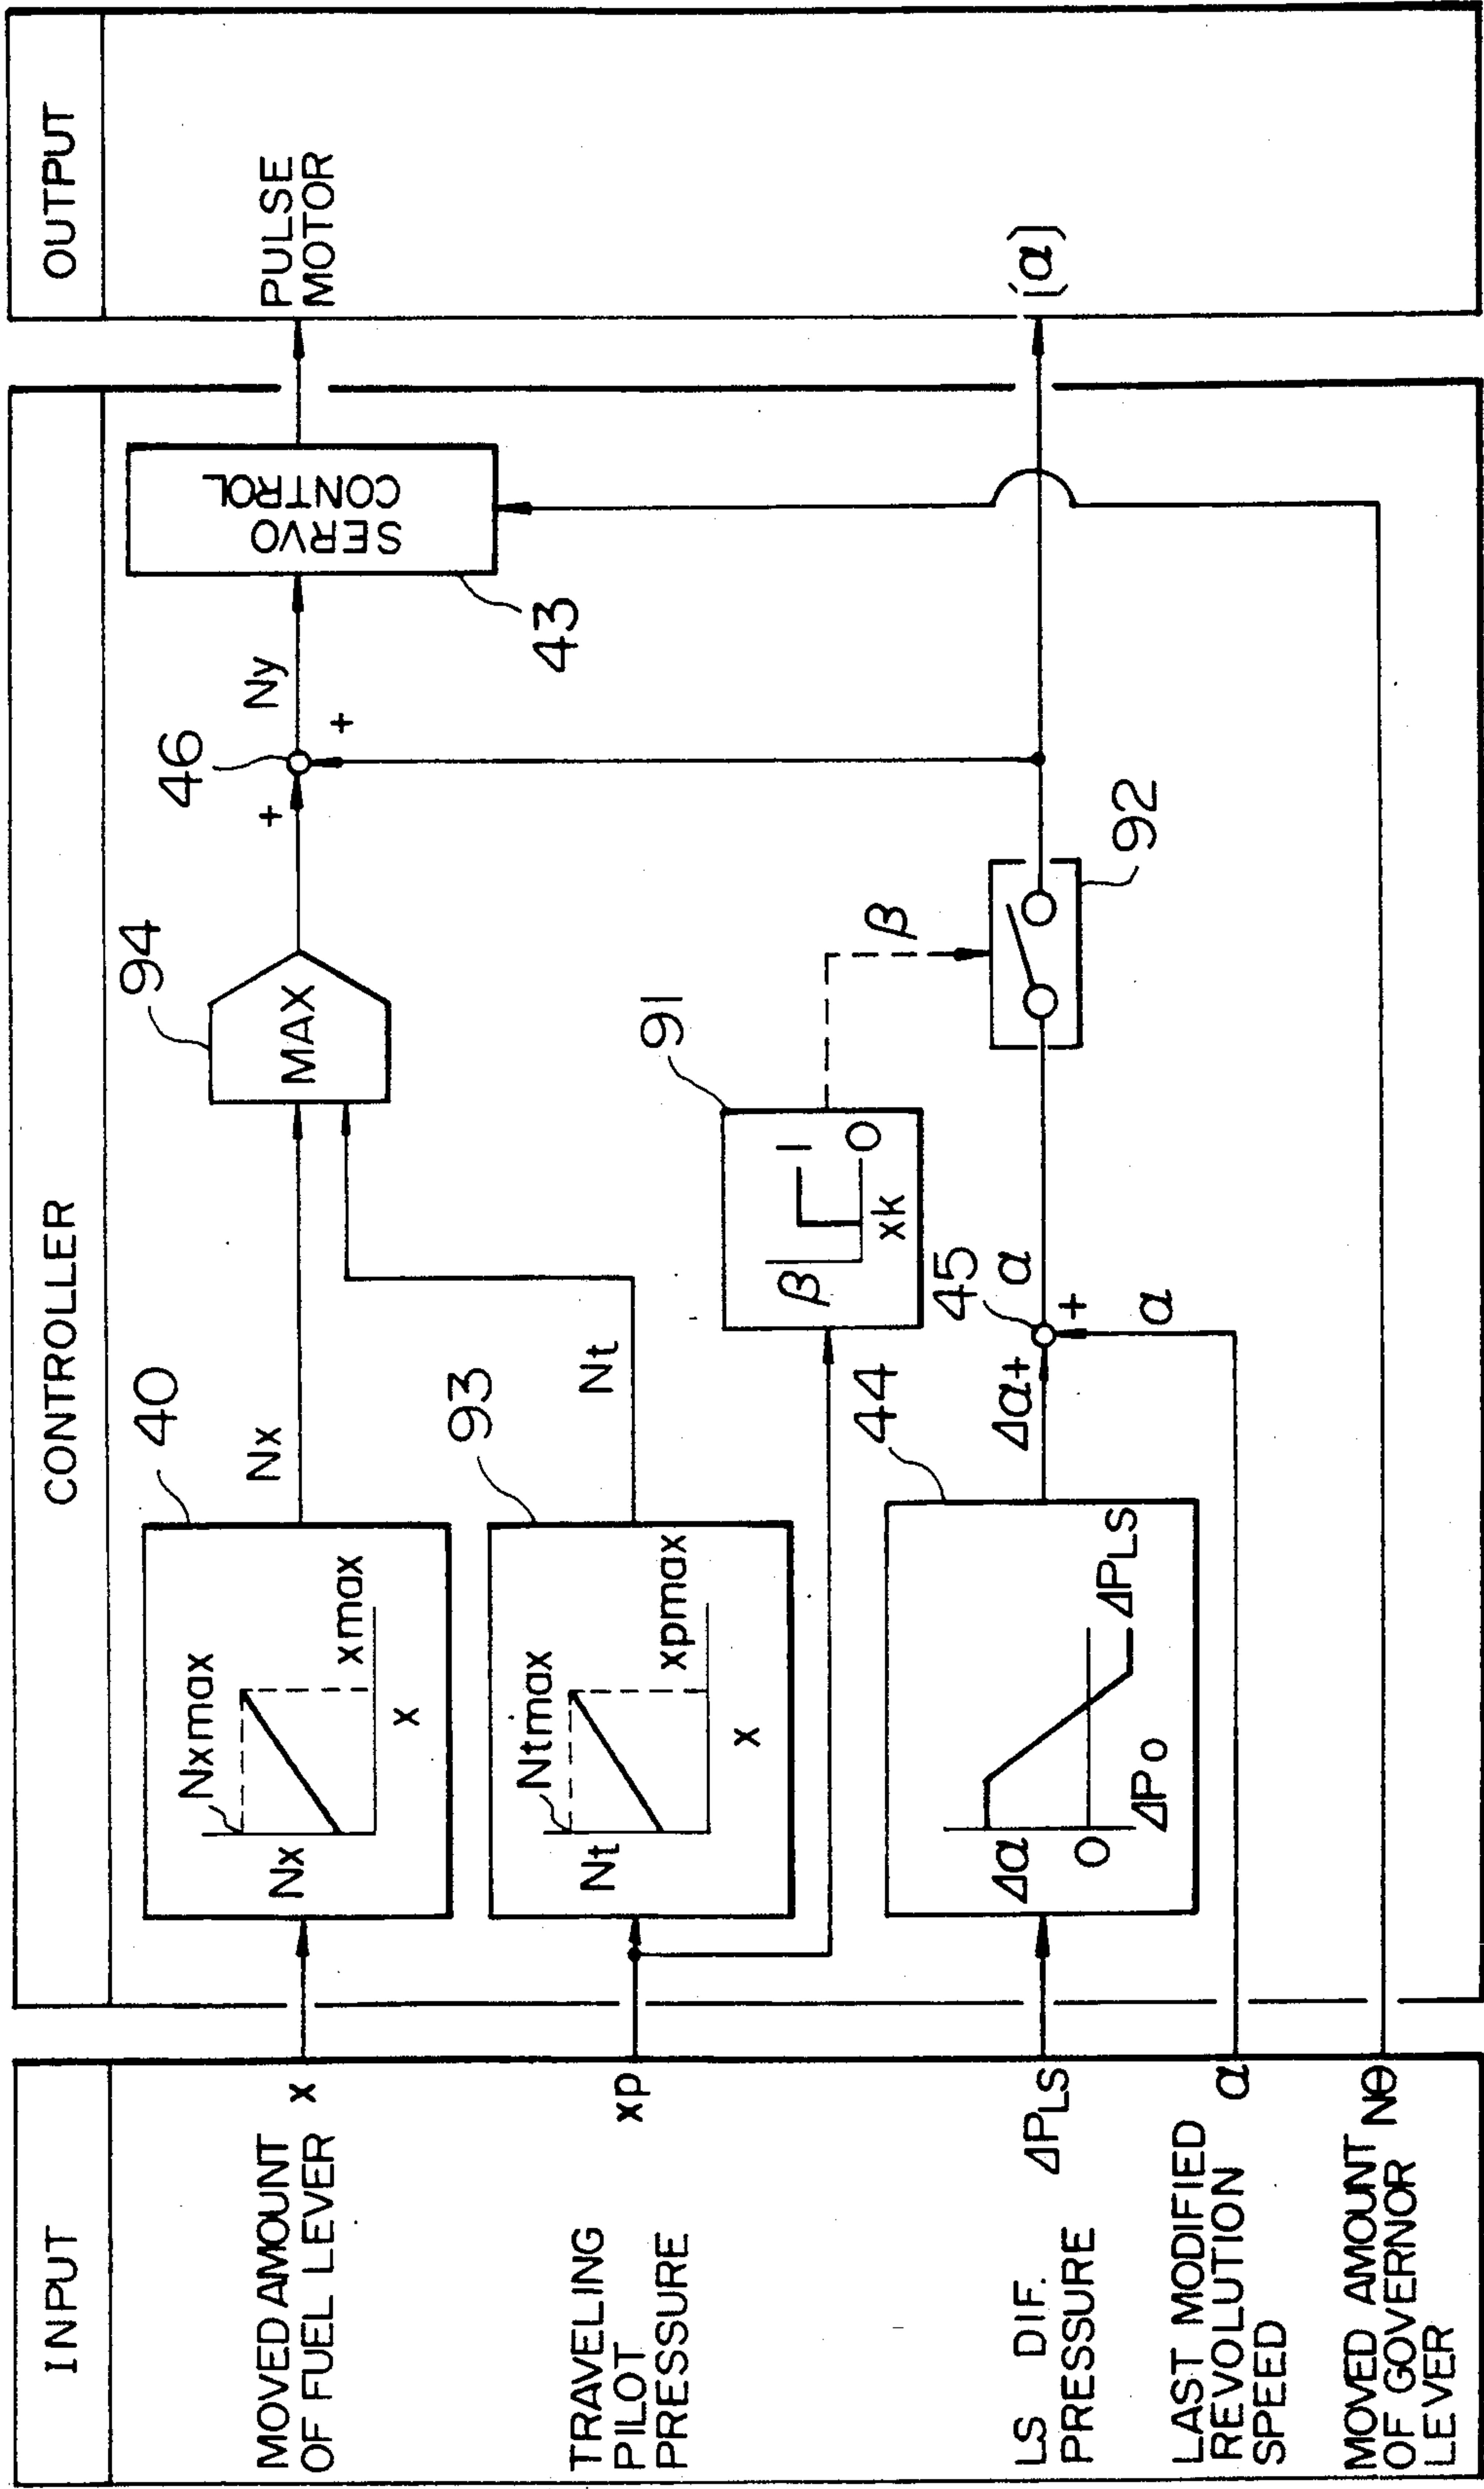 INPUT
MOVED AMOUNT
OF FUEL LEVER x
TRAVELING
PILOT
PRESSURE
xp
LS DIF.
PRESSURE
ΔPLS
LAST MODIFIED
REVOLUTION
SPEED
α
MOVED AMOUNT
OF GOVERNOR
LEVER
Nθ
CONTROLLER
40
Nxmax
Nx
xmax
x
Nx
93
Ntmax
Nt
xpmax
x
Nt
94
MAX
91
β
1
0
xk
β
92
44
Δα
0
ΔPo
ΔPLS
Δα+
45
α
+
α
46
+
+
Ny
SERVO
CONTROL
43
OUTPUT
PULSE
MOTOR
(α)